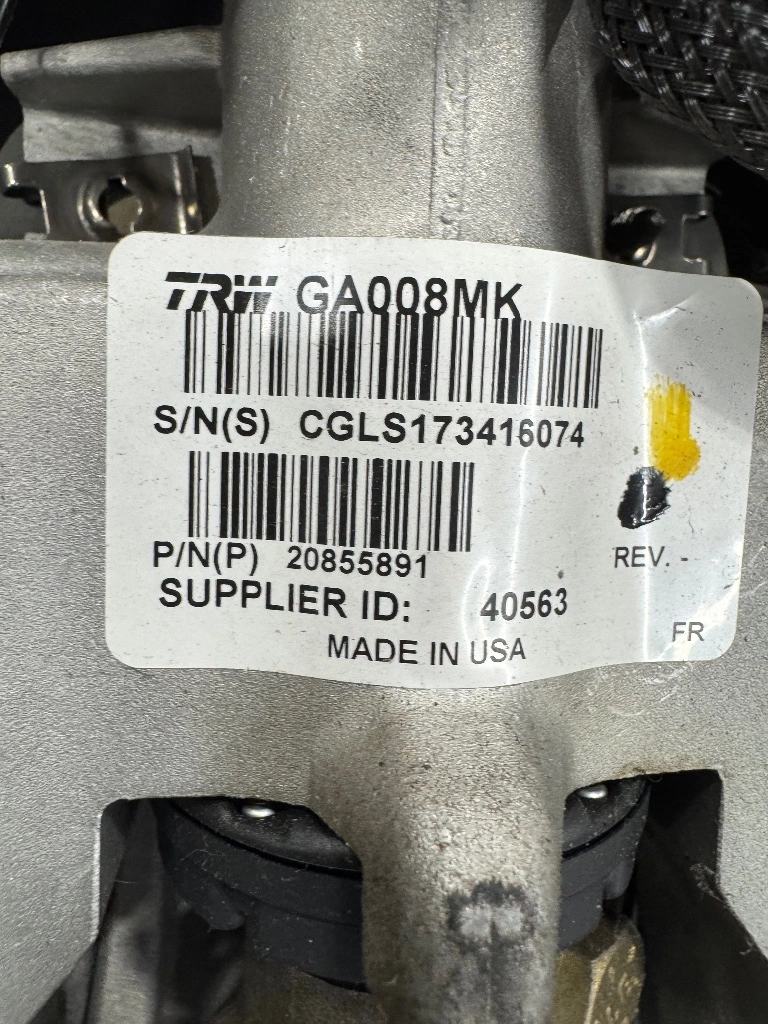 TRW GA008MK
S/N(S) CGLS173416074
P/N(P) 20855891
REV. -
SUPPLIER ID: 40563
FR
MADE IN USA